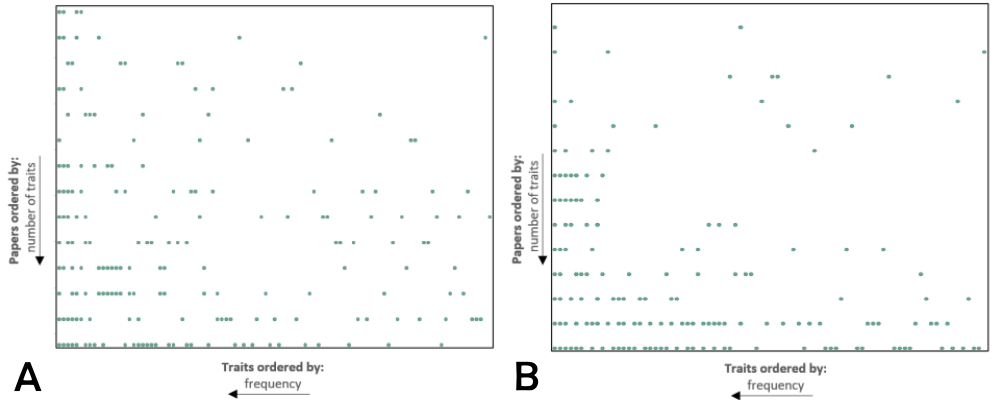 Papers ordered by:
number of traits
A
Traits ordered by:
frequency
Papers ordered by:
number of traits
B
Traits ordered by:
frequency